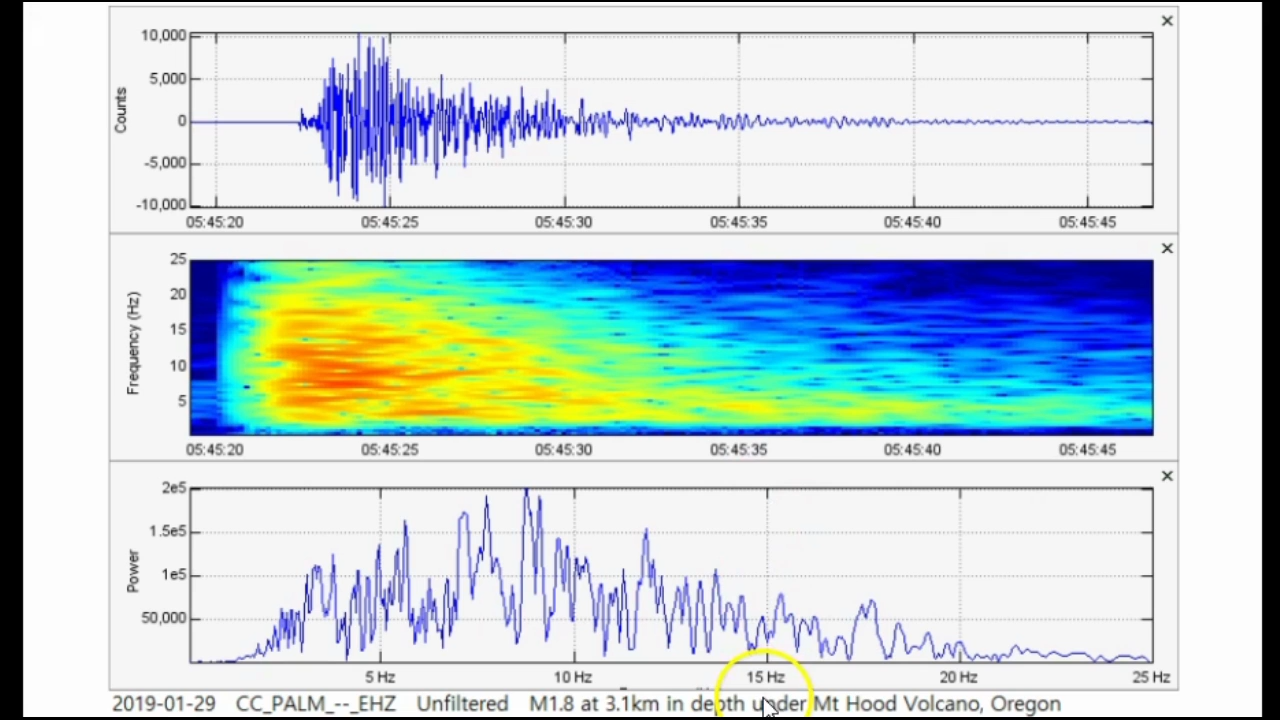 10,000
5,000
0
-5,000
-10,000
Counts
05:45:20 05:45:25 05:45:30 05:45:35 05:45:40 05:45:45
25
20
15
10
5
Frequency (Hz)
05:45:20 05:45:25 05:45:30 05:45:35 05:45:40 05:45:45
2e5
1.5e5
1e5
50,000
Power
5 Hz 10 Hz 15 Hz 20 Hz 25 Hz
2019-01-29 CC_PALM_--_EHZ Unfiltered M1.8 at 3.1km in depth under Mt Hood Volcano, Oregon